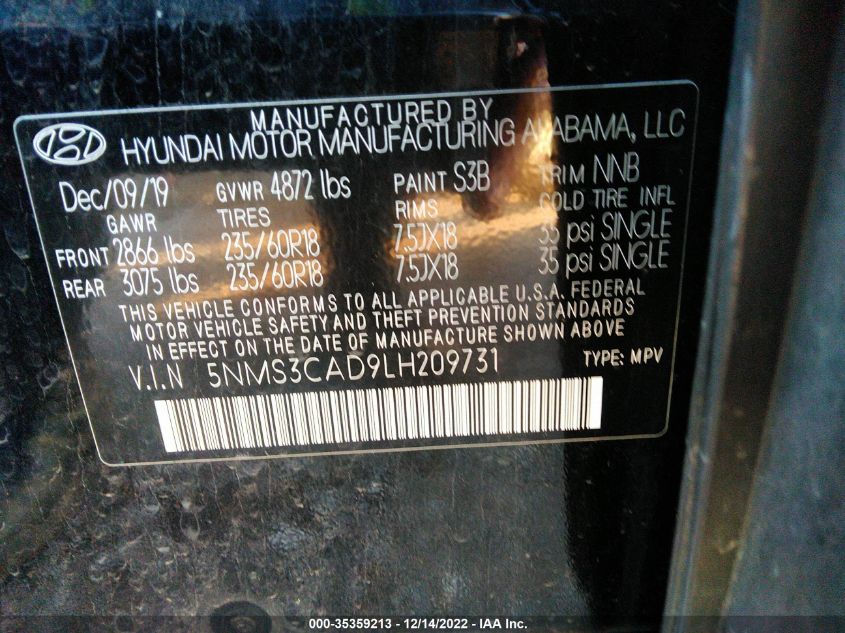 MANUFACTURED BY
HYUNDAI MOTOR MANUFACTURING ALABAMA, LLC
Dec/09/19 GVWR 4872 lbs PAINT S3B TRIM NNB
GAWR TIRES RIMS COLD TIRE INFL
FRONT 2866 lbs 235/60R18 7.5JX18 35 psi SINGLE
REAR 3075 lbs 235/60R18 7.5JX18 35 psi SINGLE
THIS VEHICLE CONFORMS TO ALL APPLICABLE U.S.A. FEDERAL
MOTOR VEHICLE SAFETY AND THEFT PREVENTION STANDARDS
IN EFFECT ON THE DATE OF MANUFACTURE SHOWN ABOVE
V.I.N 5NMS3CAD9LH209731 TYPE: MPV
000-35359213 - 12/14/2022 - IAA Inc.